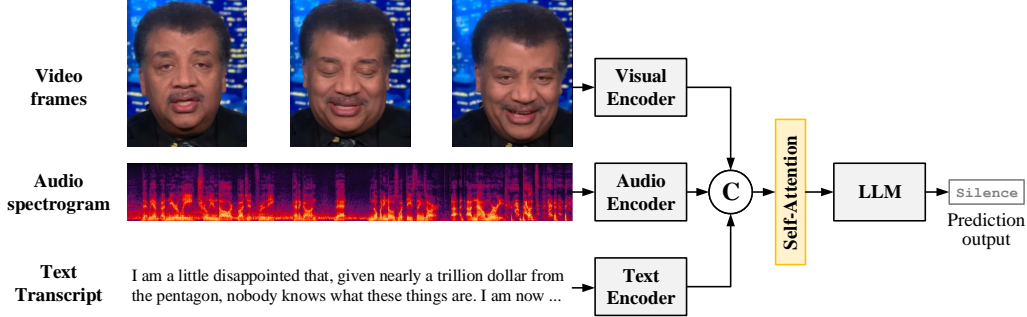 Video
frames
Visual
Encoder
Audio
spectrogram
Audio
Encoder
C
Self-Attention
LLM
Silence
Prediction
output
Text
Transcript
I am a little disappointed that, given nearly a trillion dollar from
the pentagon, nobody knows what these things are. I am now ...
Text
Encoder